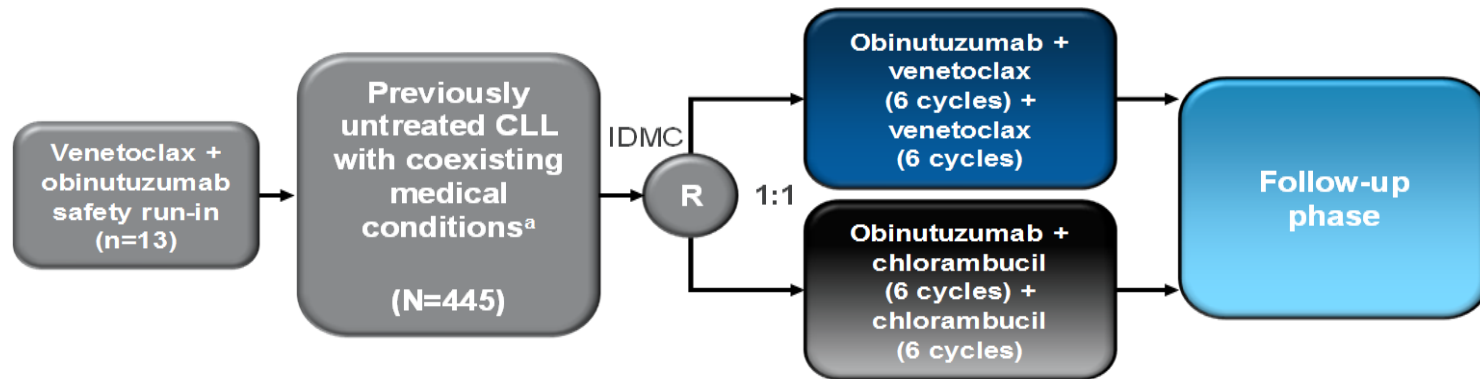 Venetoclax +
obinutuzumab
safety run-in
(n=13)
Previously
untreated CLL
with coexisting
medical
conditionsᵃ
(N=445)
IDMC
R
1:1
Obinutuzumab +
venetoclax
(6 cycles) +
venetoclax
(6 cycles)
Obinutuzumab +
chlorambucil
(6 cycles) +
chlorambucil
(6 cycles)
Follow-up
phase